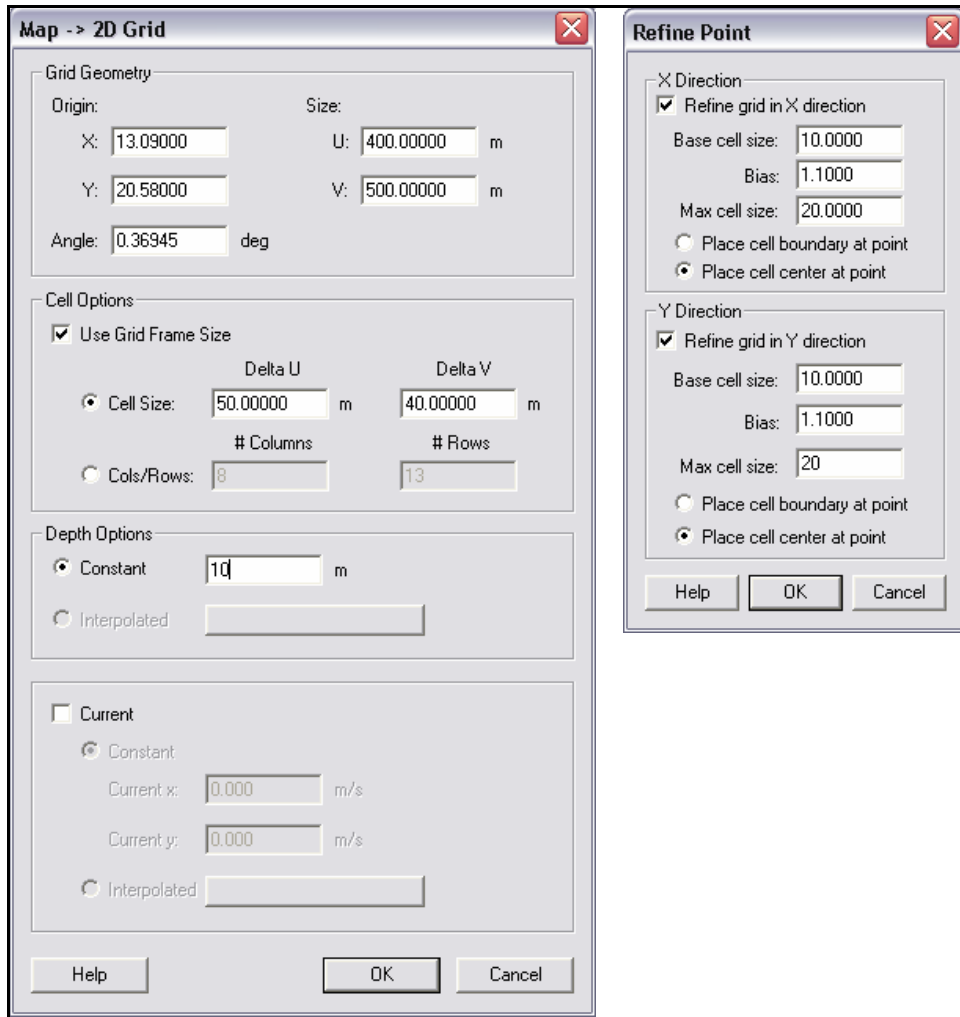 Map -> 2D Grid
Grid Geometry
Origin: Size:
X: 13.09000 U: 400.00000 m
Y: 20.58000 V: 500.00000 m
Angle: 0.36945 deg
Cell Options
Use Grid Frame Size
Delta U Delta V
Cell Size: 50.00000 m 40.00000 m
# Columns # Rows
Cols/Rows: 8 13
Depth Options
Constant 10 m
Interpolated
Current
Constant
Current x: 0.000 m/s
Current y: 0.000 m/s
Interpolated
Help OK Cancel
Refine Point
X Direction
Refine grid in X direction
Base cell size: 10.0000
Bias: 1.1000
Max cell size: 20.0000
Place cell boundary at point
Place cell center at point
Y Direction
Refine grid in Y direction
Base cell size: 10.0000
Bias: 1.1000
Max cell size: 20
Place cell boundary at point
Place cell center at point
Help OK Cancel